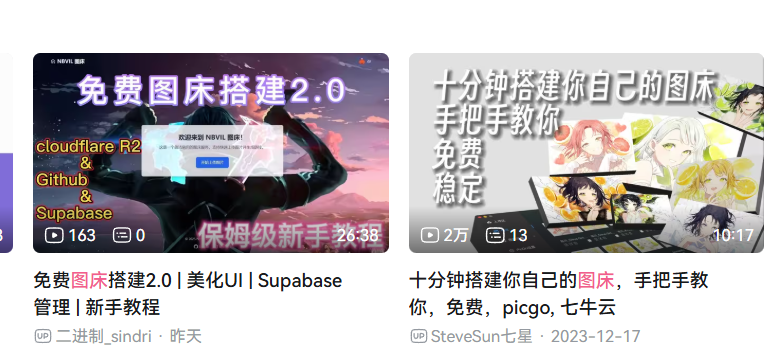 NBVIL 图床
免费图床搭建2.0
欢迎来到 NBVIL 图床!
cloudflare R2
&
Github
&
Supabase
保姆级新手教程
163
0
26:38
免费图床搭建2.0 | 美化UI | Supabase
管理 | 新手教程
UP 二进制_sindri · 昨天
十分钟搭建你自己的图床
手把手教你
免费
稳定
2万
13
10:17
十分钟搭建你自己的图床，手把手教
你，免费，picgo, 七牛云
UP SteveSun七星 · 2023-12-17